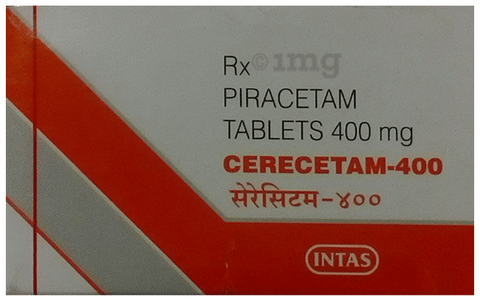 Rx ©1mg
PIRACETAM
TABLETS 400 mg
CERECETAM-400
सेरेसिटम-४००
INTAS